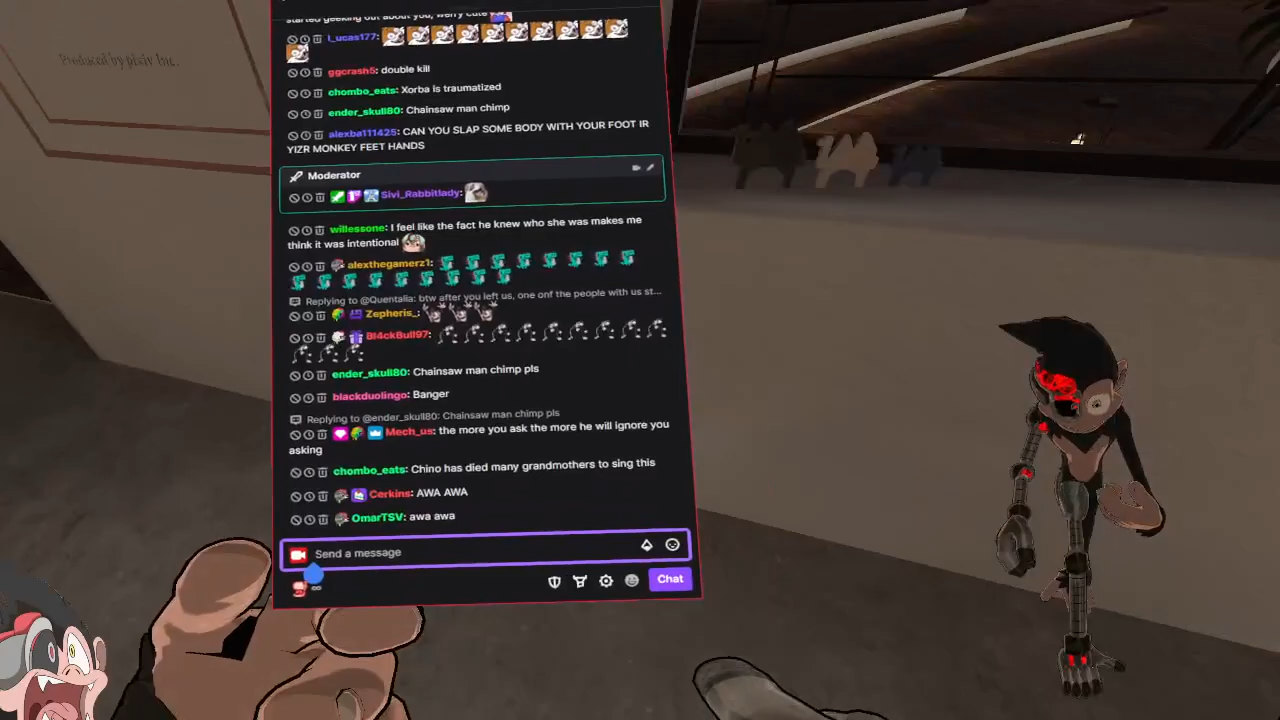 Produced by pixiv Inc.
started geeking out about you, werry cute
l_ucas177:
ggcrash5: double kill
chombo_eats: Xorba is traumatized
ender_skull80: Chainsaw man chimp
alexba111425: CAN YOU SLAP SOME BODY WITH YOUR FOOT IR
YIZR MONKEY FEET HANDS
Moderator
Sivi_Rabbitlady:
willessone: I feel like the fact he knew who she was makes me
think it was intentional
alexthegamerz1:
Replying to @Quentalia: btw after you left us, one onf the people with us st...
Zepheris_:
Bl4ckBull97:
ender_skull80: Chainsaw man chimp pls
blackduolingo: Banger
Replying to @ender_skull80: Chainsaw man chimp pls
Mech_us: the more you ask the more he will ignore you
asking
chombo_eats: Chino has died many grandmothers to sing this
Cerkins: AWA AWA
OmarTSV: awa awa
Send a message
∞
Chat